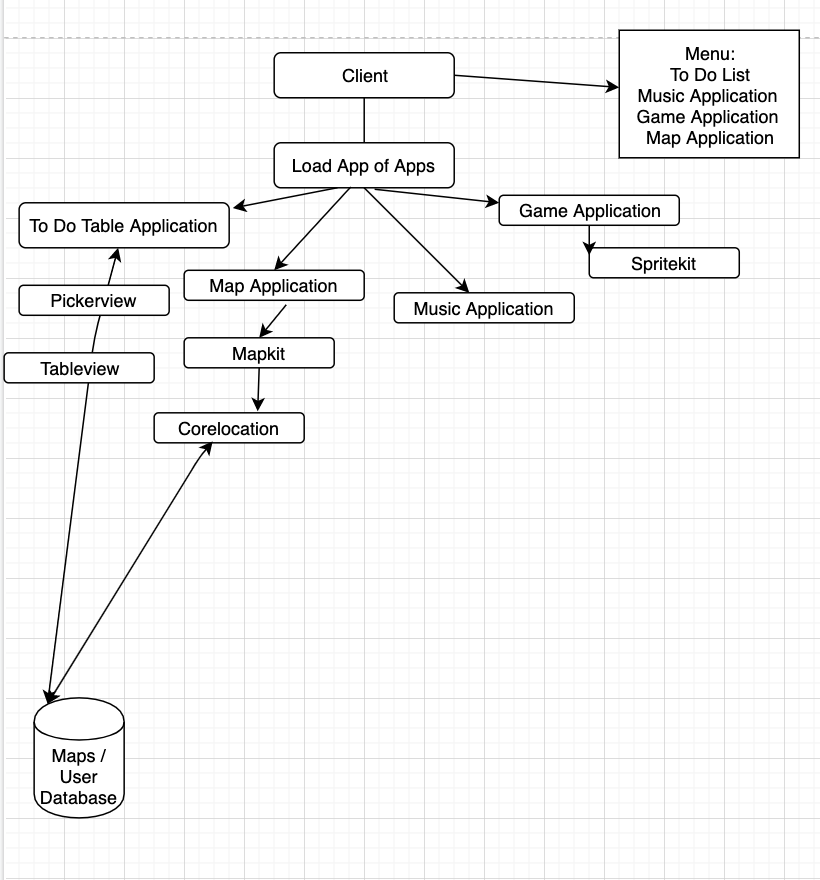 Client
Menu:
To Do List
Music Application
Game Application
Map Application
Load App of Apps
To Do Table Application
Game Application
Spritekit
Map Application
Pickerview
Music Application
Mapkit
Tableview
Corelocation
Maps /
User
Database